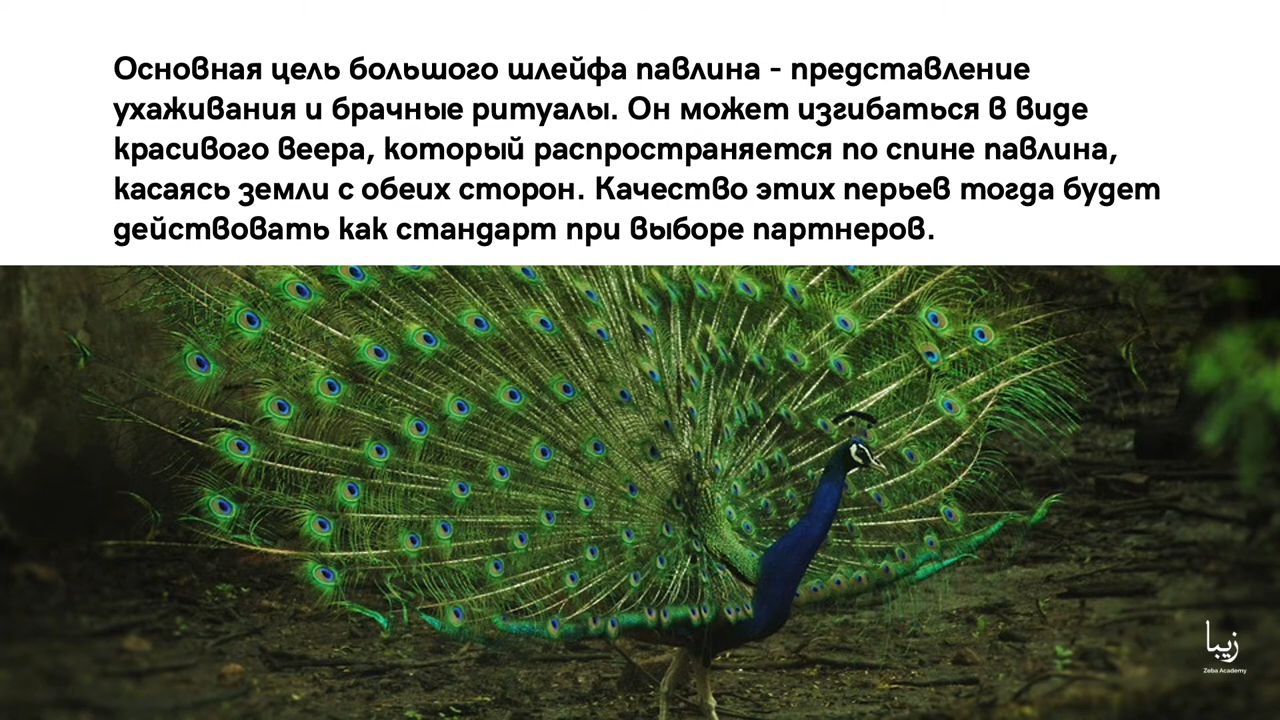 Основная цель большого шлейфа павлина - представление
ухаживания и брачные ритуалы. Он может изгибаться в виде
красивого веера, который распространяется по спине павлина,
касаясь земли с обеих сторон. Качество этих перьев тогда будет
действовать как стандарт при выборе партнеров.
زيبا
Zeba Academy